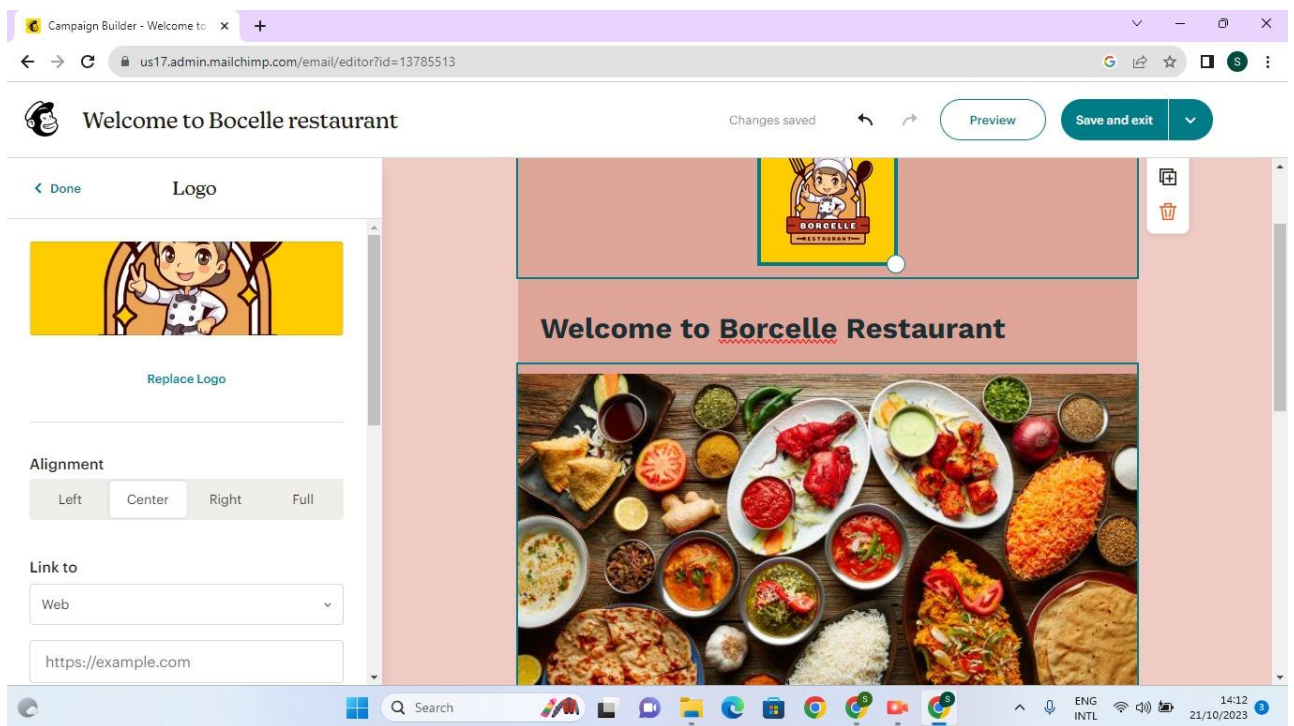 Campaign Builder - Welcome to
us17.admin.mailchimp.com/email/editor?id=13785513
S
Welcome to Bocelle restaurant
Changes saved
Preview
Save and exit
Done
Logo
Replace Logo
Alignment
Left
Center
Right
Full
Link to
Web
https://example.com
BORCELLE
RESTAURANT
Welcome to Borcelle Restaurant
Search
S
S
ENG
INTL
14:12
21/10/2023
3